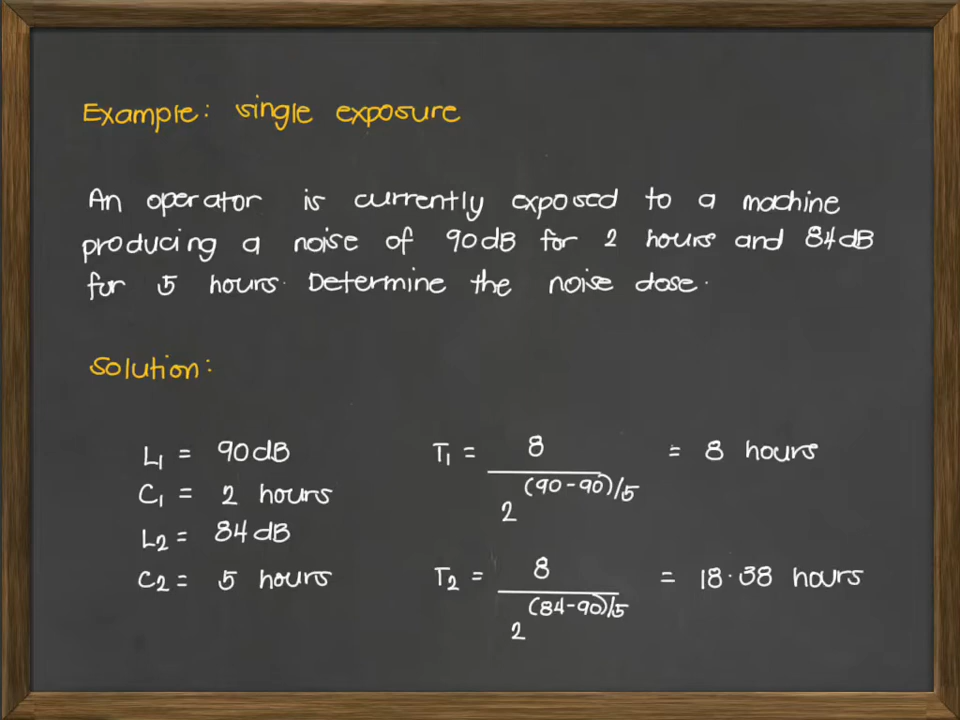 Example: single exposure
An operator is currently exposed to a machine
producing a noise of 90dB for 2 hours and 84dB
for 5 hours. Determine the noise dose.
Solution:
L1 = 90dB
C1 = 2 hours
L2 = 84dB
C2 = 5 hours
T1 = 8 / 2^(90-90)/5 = 8 hours
T2 = 8 / 2^(84-90)/5 = 18.38 hours